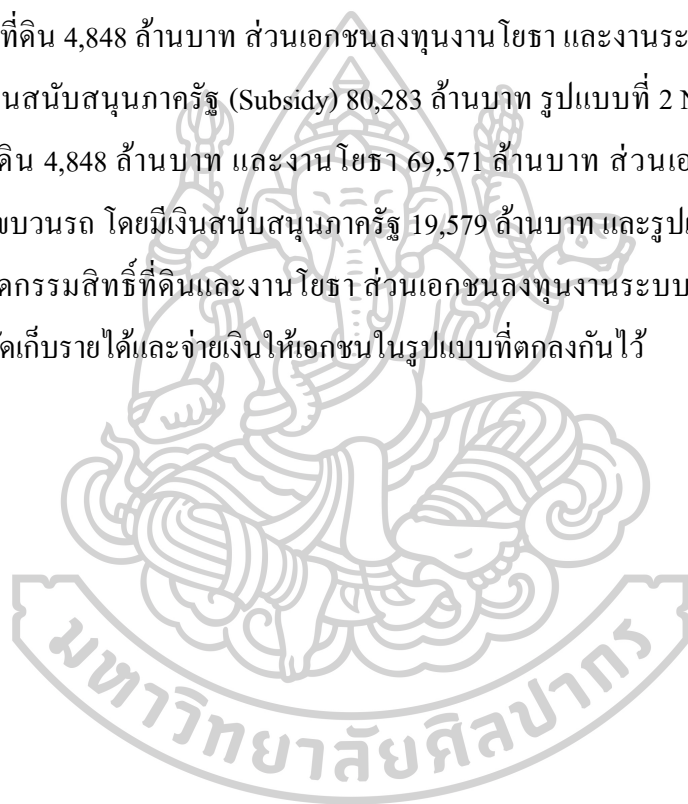 ที่ดิน 4,848 ล้านบาท ส่วนเอกชนลงทุนงานโยธา และงานระ
นสนับสนุนภาครัฐ (Subsidy) 80,283 ล้านบาท รูปแบบที่ 2
ดิน 4,848 ล้านบาท และงานโยธา 69,571 ล้านบาท ส่วนเอ
ขบวนรถ โดยมีเงินสนับสนุนภาครัฐ 19,579 ล้านบาท และรูป
ดกรรมสิทธิ์ที่ดินและงานโยธา ส่วนเอกชนลงทุนงานระบบ
ัดเก็บรายได้และจ่ายเงินให้เอกชนในรูปแบบที่ตกลงกันไว้
มหาวิทยาลัยศิลปากร